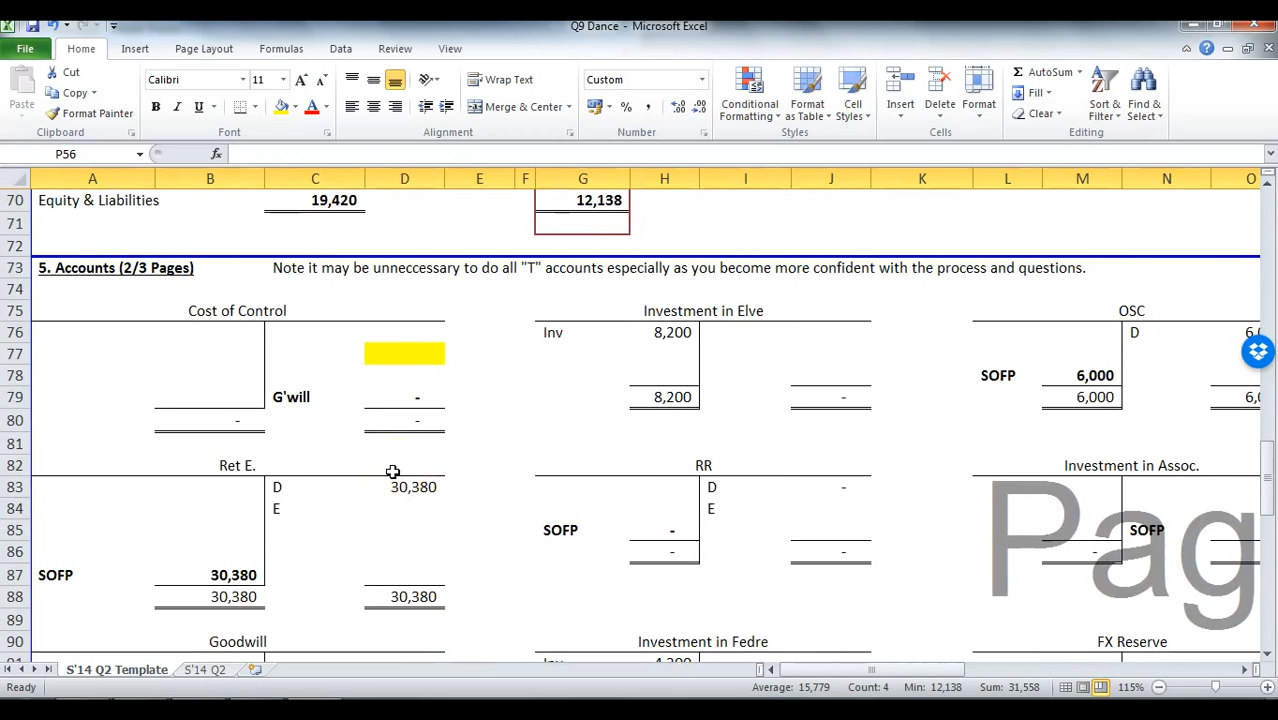 Q9 Dance - Microsoft Excel
File Home Insert Page Layout Formulas Data Review View
Paste Cut Copy Format Painter Clipboard
Calibri 11 B I U A A A Font
Wrap Text Merge & Center Alignment
Custom % , Number
Conditional Formatting Format as Table Cell Styles Styles
Insert Delete Format Cells
Σ AutoSum Fill Clear Sort & Filter Find & Select Editing
P56 fx
A B C D E F G H I J K L M N O
70 Equity & Liabilities 19,420 12,138
71
72
73 5. Accounts (2/3 Pages) Note it may be unneccessary to do all "T" accounts especially as you become more confident with the process and questions.
74
75 Cost of Control Investment in Elve OSC
76 Inv 8,200 D
77
78 SOFP 6,000
79 G'will - 8,200 - 6,000
80 - -
81
82 Ret E. RR Investment in Assoc.
83 D 30,380 D -
84 E E
85 SOFP - SOFP
86 - - -
87 SOFP 30,380
88 30,380 30,380
89
90 Goodwill Investment in Fedre FX Reserve
Pag
S'14 Q2 Template S'14 Q2
Ready Average: 15,779 Count: 4 Min: 12,138 Sum: 31,558 115%